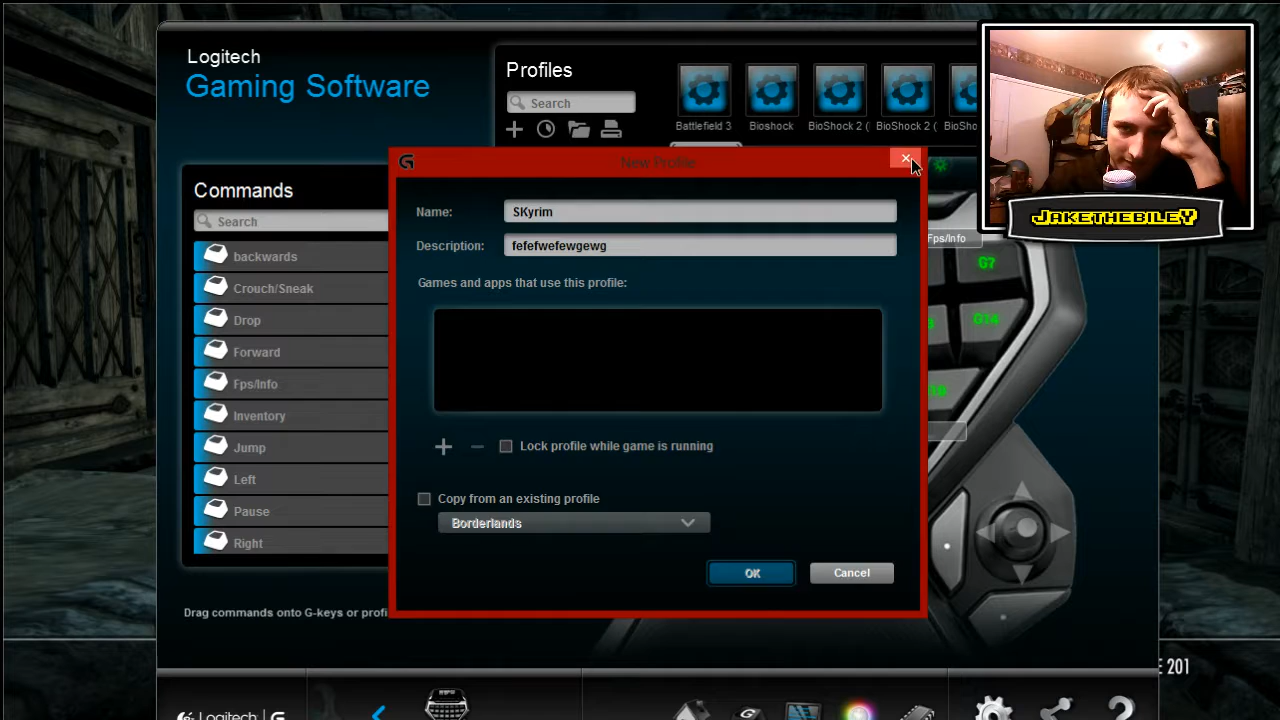 Logitech
Gaming Software
Profiles
Search
Battlefield 3
Bioshock
BioShock 2 (
BioShock 2 (
BioSho
JAKETHEBILEY
Commands
Search
backwards
Crouch/Sneak
Drop
Forward
Fps/Info
Inventory
Jump
Left
Pause
Right
Drag commands onto G-keys or profi
New Profile
Name:
SKyrim
Description:
fefefwefewgewg
Games and apps that use this profile:
Lock profile while game is running
Copy from an existing profile
Borderlands
OK
Cancel
Fps/Info
G7
G14
E 201
Logitech | G